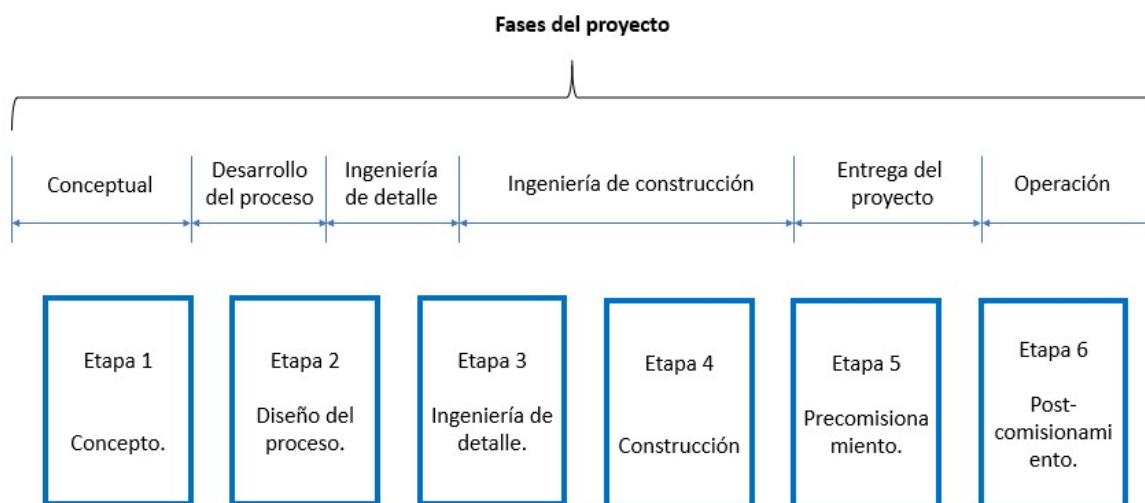 Fases del proyecto
Conceptual
Desarrollo
del proceso
Ingeniería
de detalle
Ingeniería de construcción
Entrega del
proyecto
Operación
Etapa 1
Concepto.
Etapa 2
Diseño del
proceso.
Etapa 3
Ingeniería de
detalle.
Etapa 4
Construcción
Etapa 5
Precomisiona
miento.
Etapa 6
Post-
comisionami
ento.